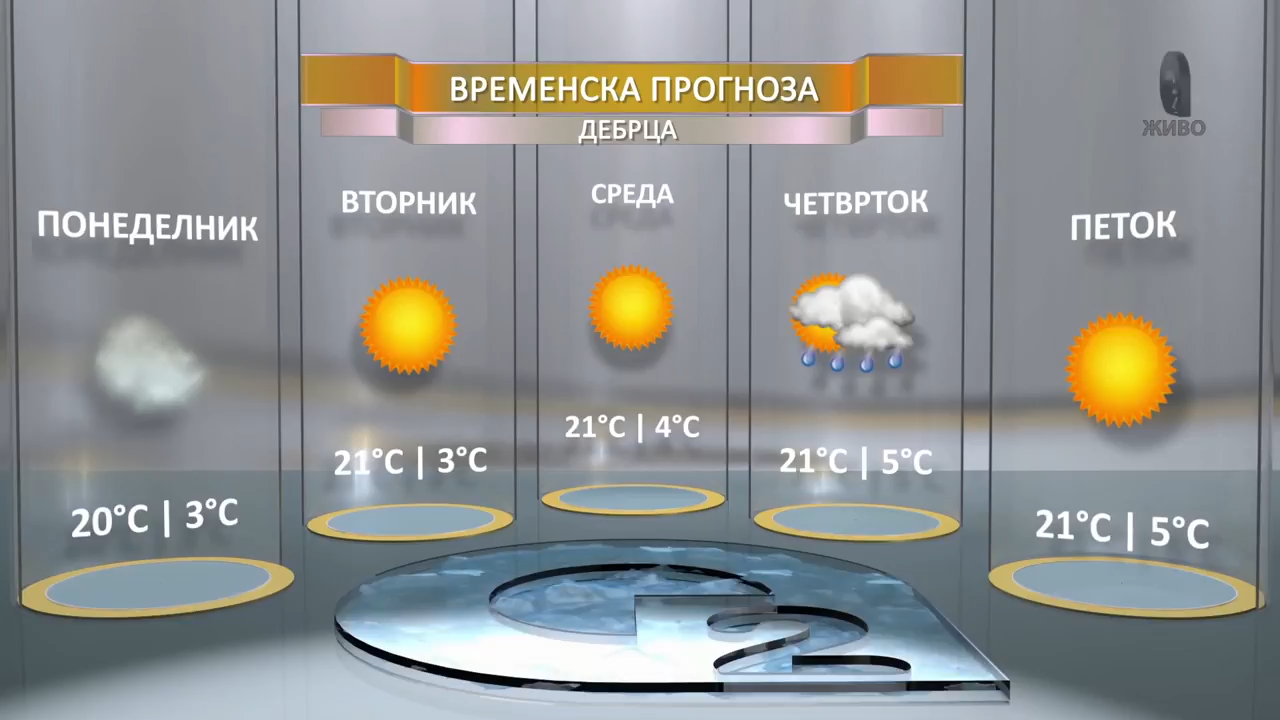 ВРЕМЕНСКА ПРОГНОЗА
ДЕБРЦА
ЖИВО
ПОНЕДЕЛНИК
20°C | 3°C
ВТОРНИК
21°C | 3°C
СРЕДА
21°C | 4°C
ЧЕТВРТОК
21°C | 5°C
ПЕТОК
21°C | 5°C
2